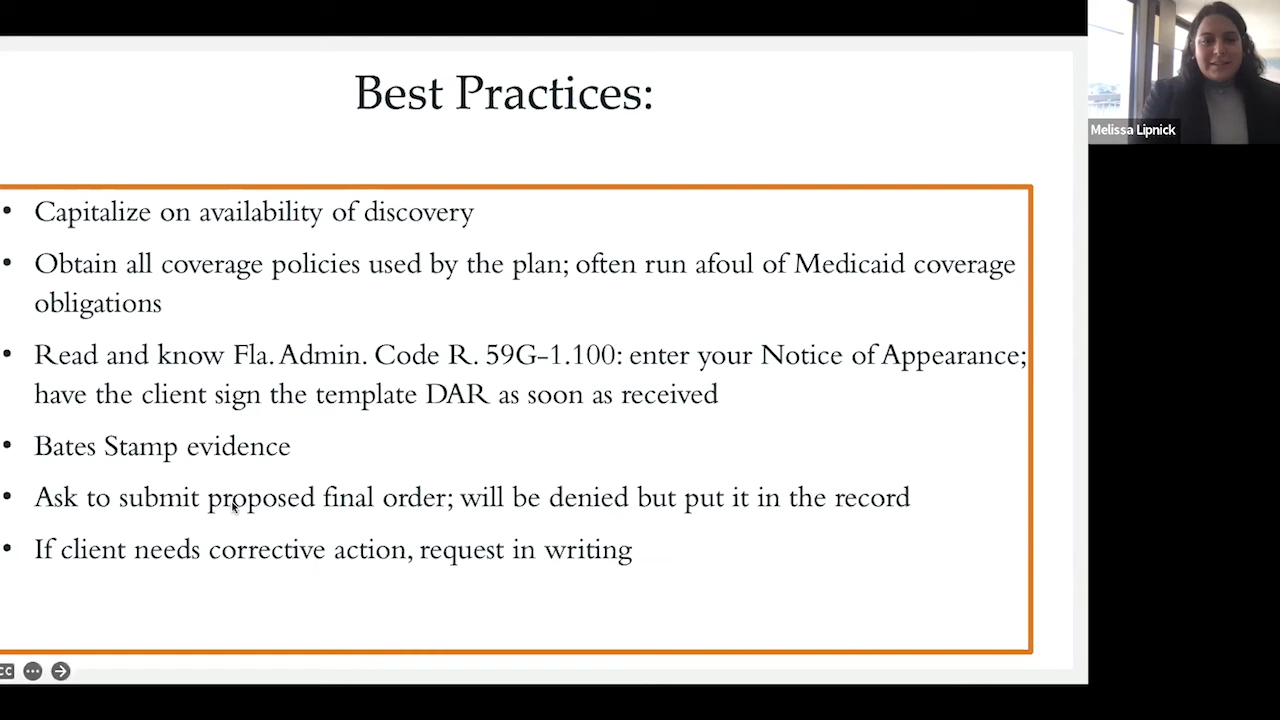 Best Practices:
Melissa Lipnick
• Capitalize on availability of discovery
• Obtain all coverage policies used by the plan; often run afoul of Medicaid coverage
obligations
• Read and know Fla. Admin. Code R. 59G-1.100: enter your Notice of Appearance;
have the client sign the template DAR as soon as received
• Bates Stamp evidence
• Ask to submit proposed final order; will be denied but put it in the record
• If client needs corrective action, request in writing
CC